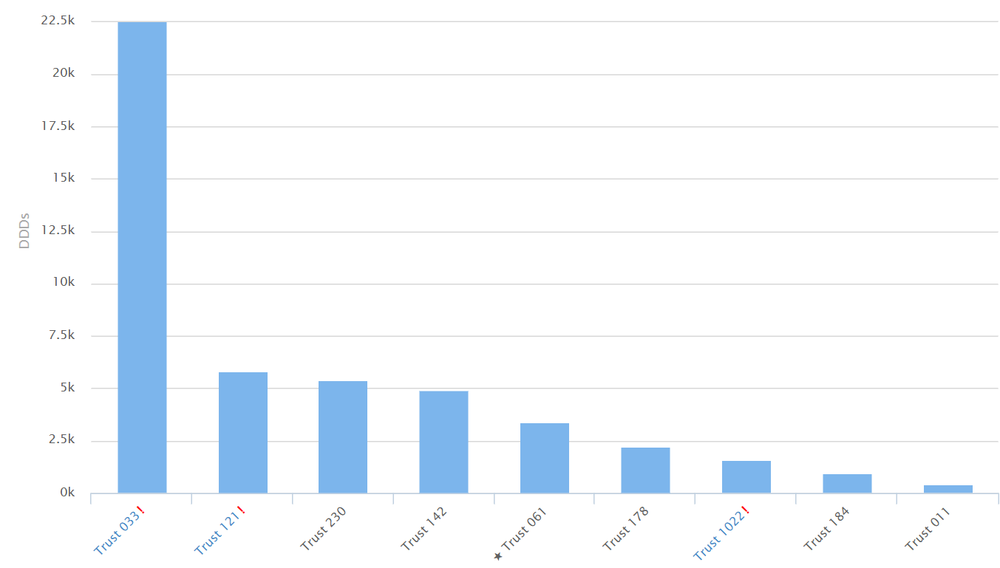 22.5k
20k
17.5k
15k
12.5k
10k
7.5k
5k
2.5k
0k
DDDs
Trust 033!
Trust 121!
Trust 230
Trust 142
★ Trust 061
Trust 178
Trust 1022!
Trust 184
Trust 011